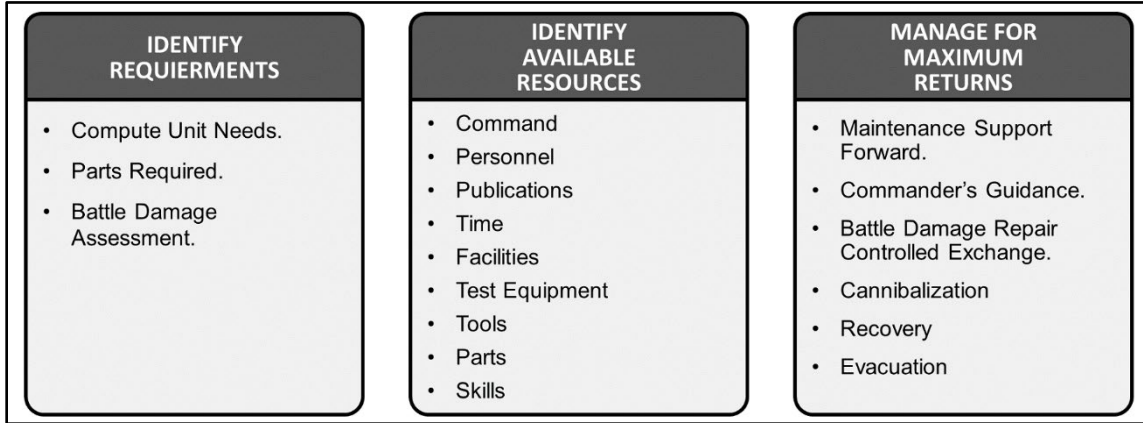 IDENTIFY
REQUIERMENTS
• Compute Unit Needs.
• Parts Required.
• Battle Damage
Assessment.
IDENTIFY
AVAILABLE
RESOURCES
• Command
• Personnel
• Publications
• Time
• Facilities
• Test Equipment
• Tools
• Parts
• Skills
MANAGE FOR
MAXIMUM
RETURNS
• Maintenance Support
Forward.
• Commander’s Guidance.
• Battle Damage Repair
Controlled Exchange.
• Cannibalization
• Recovery
• Evacuation